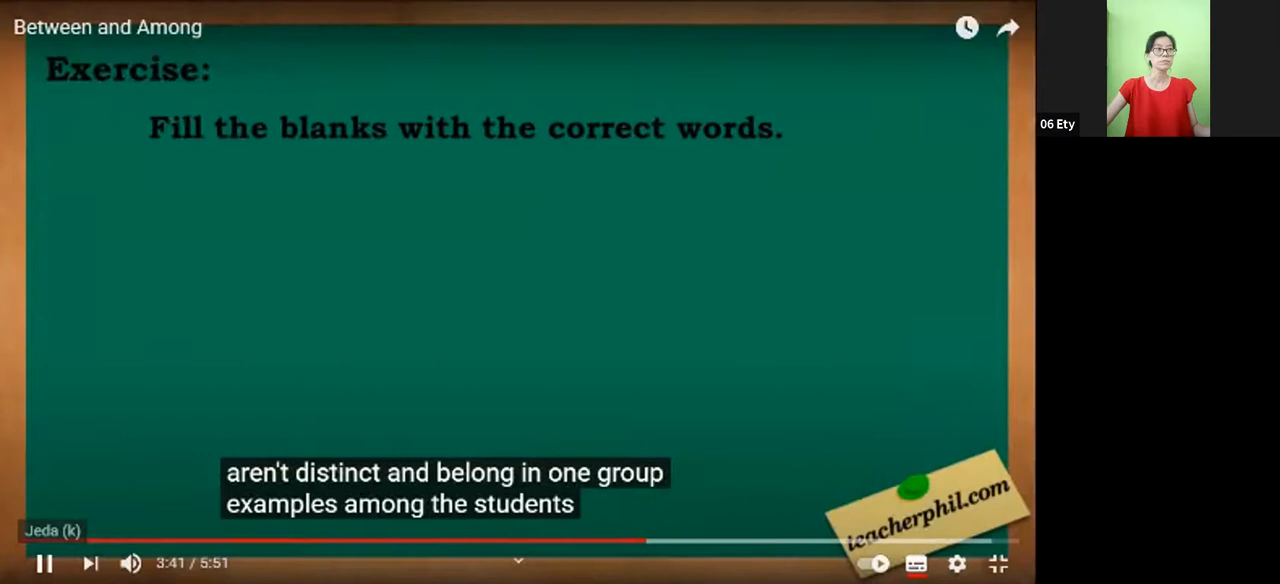 Between and Among
Exercise:
Fill the blanks with the correct words.
aren't distinct and belong in one group
examples among the students
teacherphil.com
Jeda (k)
3:41 / 5:51
06 Ety